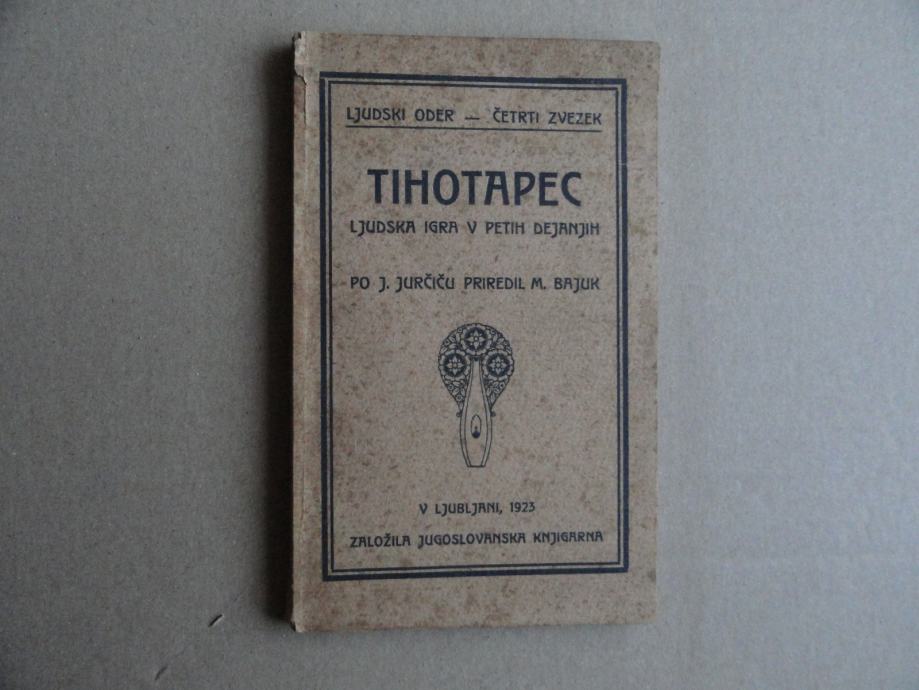 LJUDSKI ODER — ČETRTI ZVEZEK
TIHOTAPEC
LJUDSKA IGRA V PETIH DEJANJIH
PO J. JURČIČU PRIREDIL M. BAJUK
V LJUBLJANI, 1923
ZALOŽILA JUGOSLOVANSKA KNJIGARNA